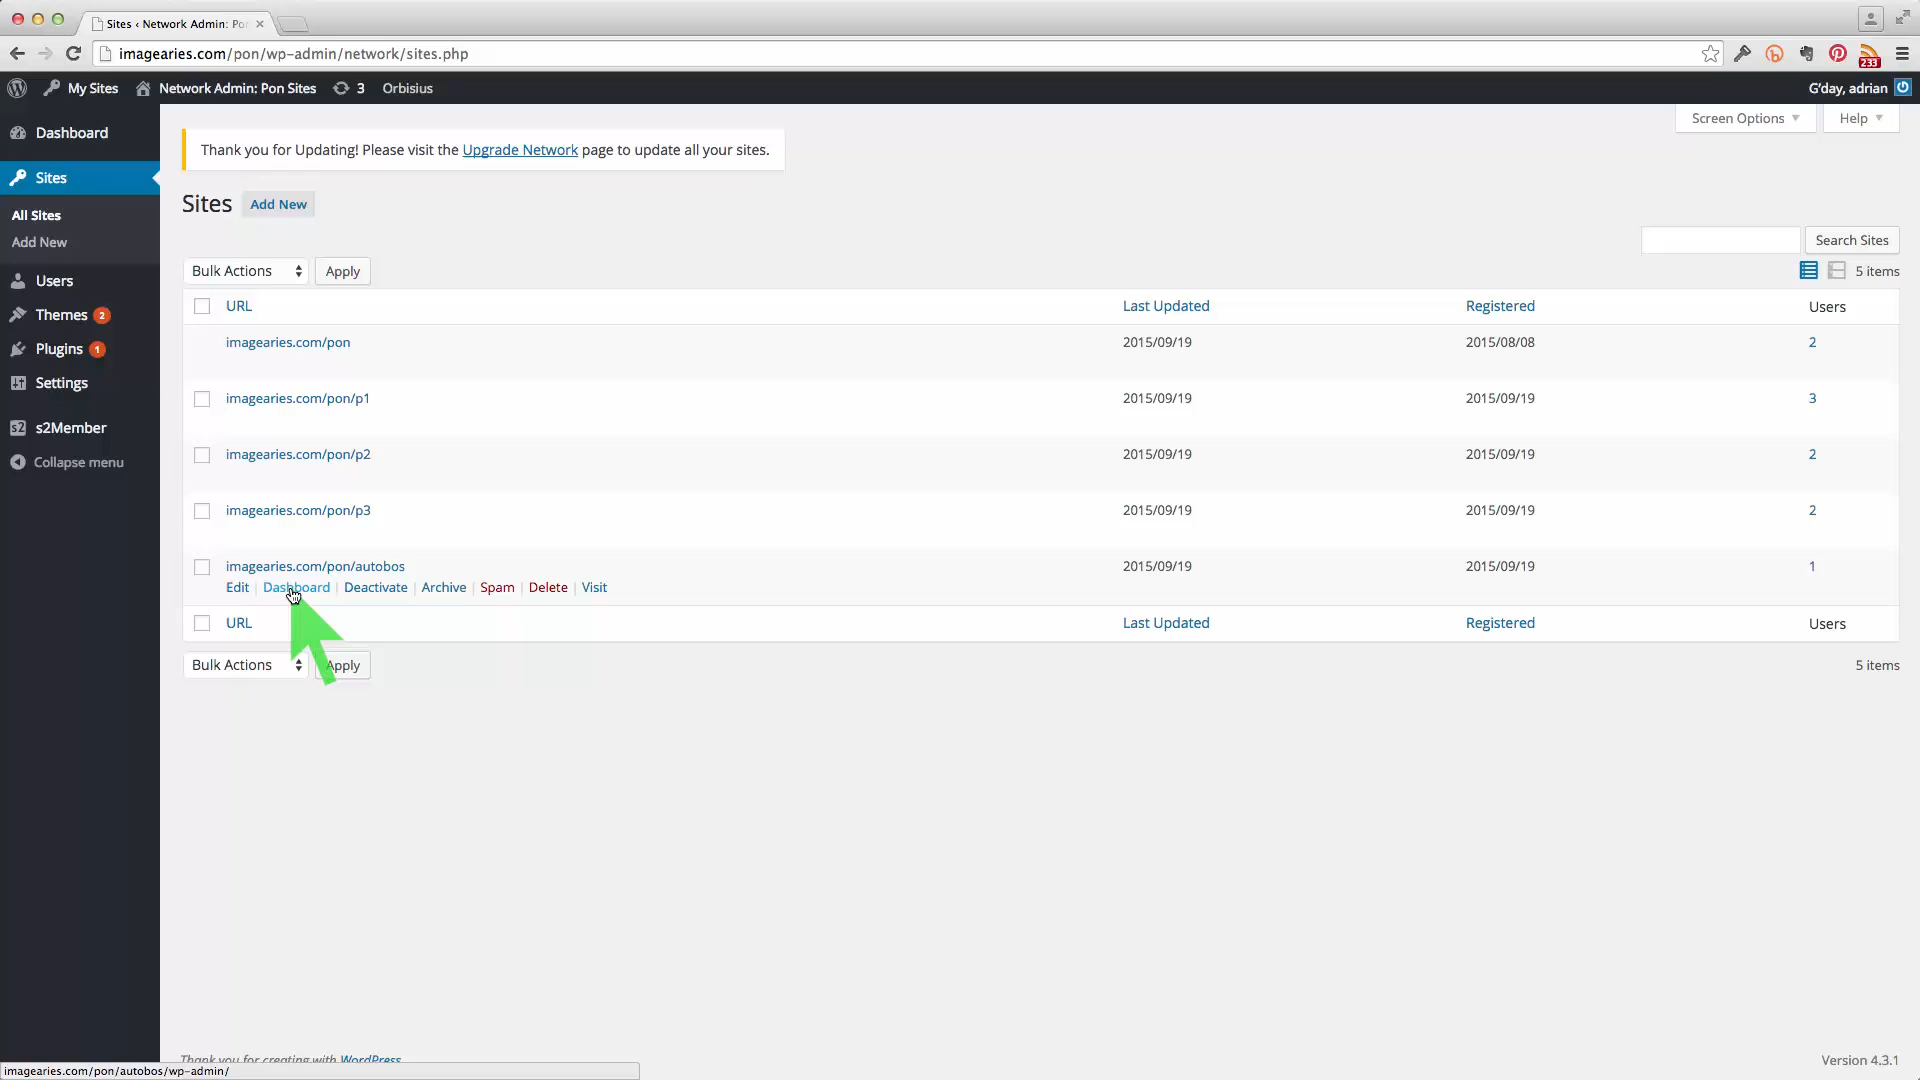 Sites ‹ Network Admin: Po
imagearies.com/pon/wp-admin/network/sites.php
233
My Sites
Network Admin: Pon Sites
3
Orbisius
G'day, adrian
Dashboard
Sites
All Sites
Add New
Users
Themes 2
Plugins 1
Settings
s2Member
Collapse menu
Screen Options
Help
Thank you for Updating! Please visit the Upgrade Network page to update all your sites.
Sites
Add New
Search Sites
Bulk Actions
Apply
5 items
URL Last Updated Registered Users
imagearies.com/pon 2015/09/19 2015/08/08 2
imagearies.com/pon/p1 2015/09/19 2015/09/19 3
imagearies.com/pon/p2 2015/09/19 2015/09/19 2
imagearies.com/pon/p3 2015/09/19 2015/09/19 2
imagearies.com/pon/autobos 2015/09/19 2015/09/19 1
Edit | Dashboard | Deactivate | Archive | Spam | Delete | Visit
URL Last Updated Registered Users
Bulk Actions
Apply
5 items
Thank you for creating with WordPress
Version 4.3.1
imagearies.com/pon/autobos/wp-admin/